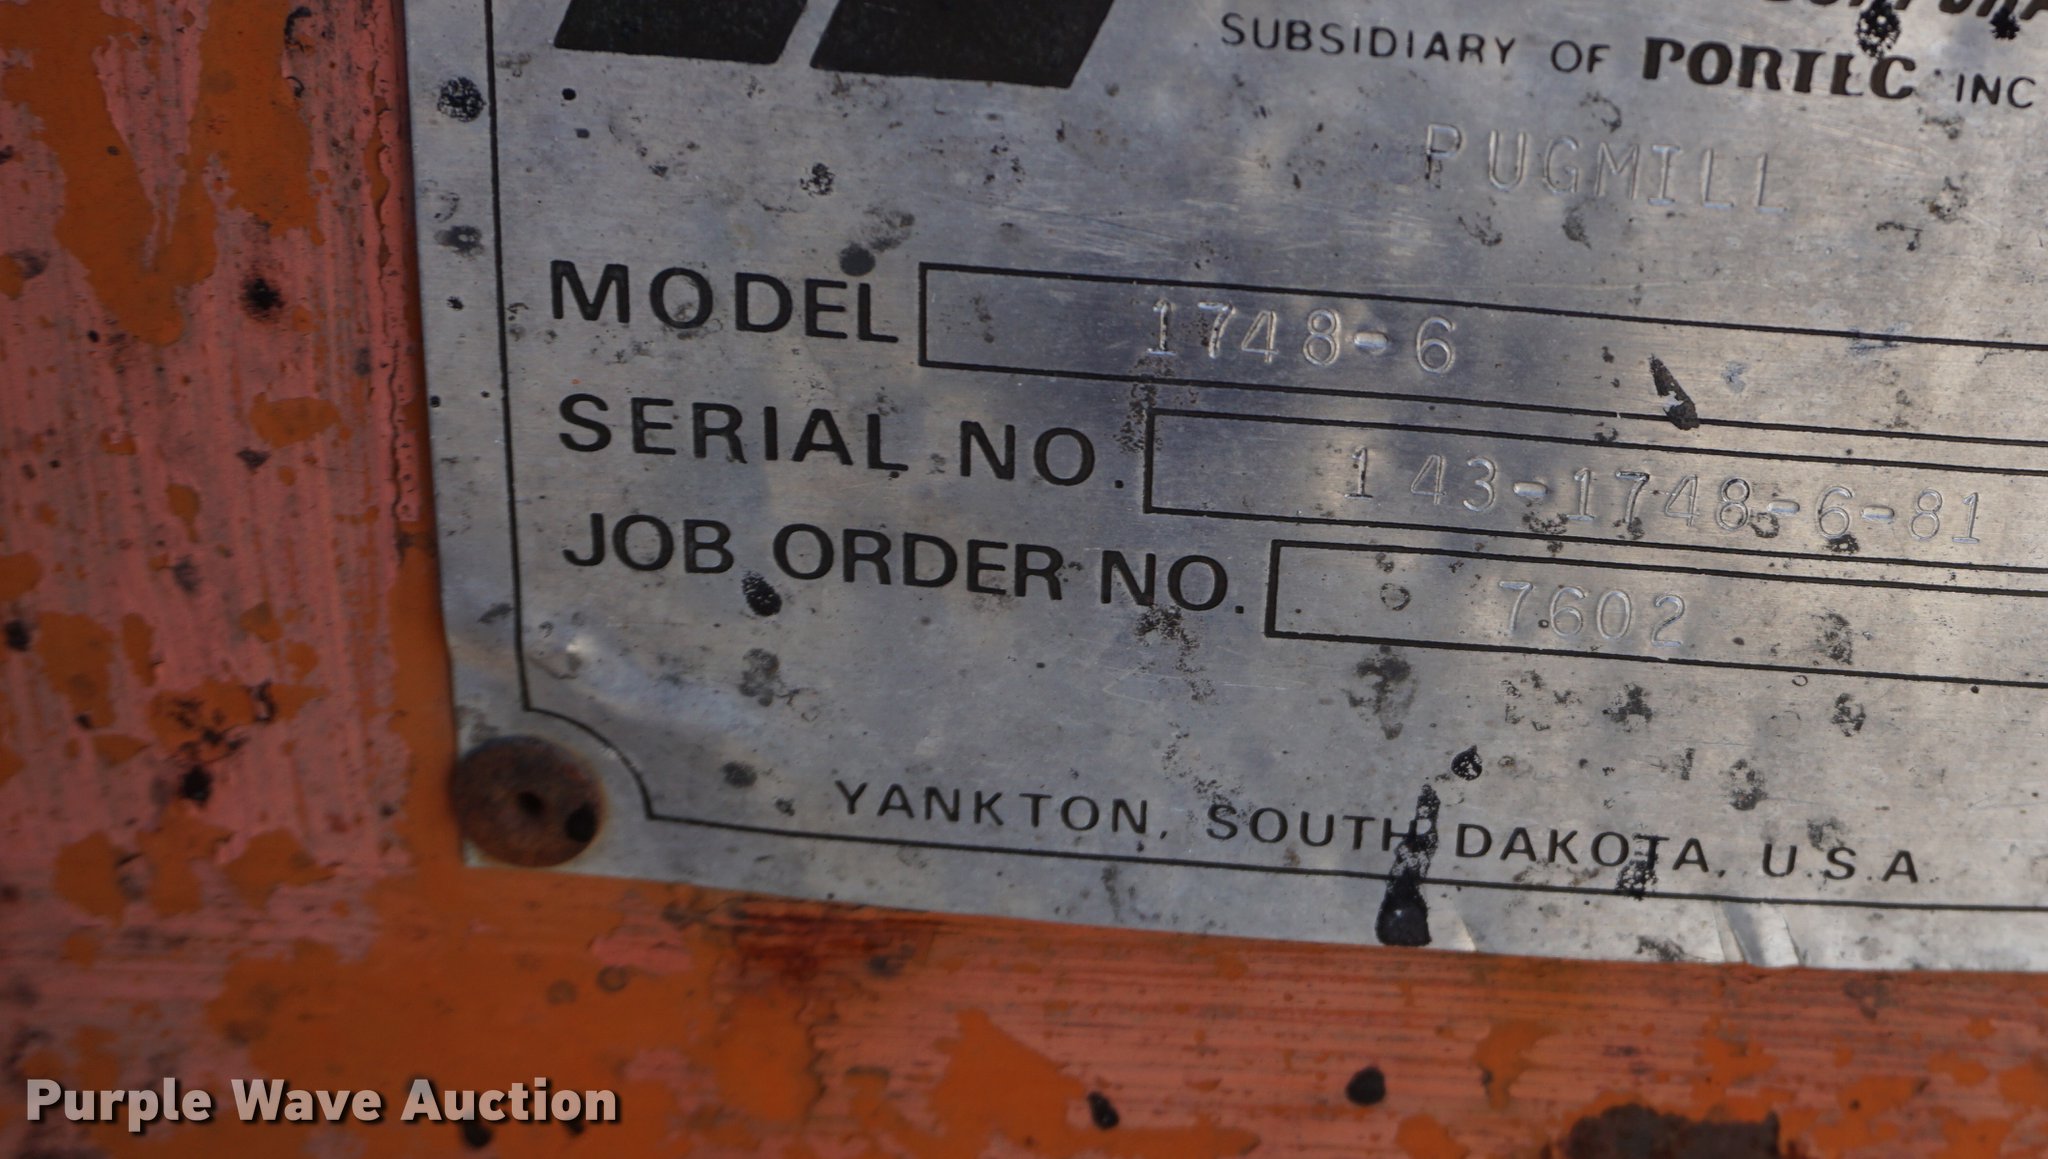 SUBSIDIARY OF PORTEC INC
PUGMILL
MODEL 1748-6
SERIAL NO. 143-1748-6-81
JOB ORDER NO. 7602
YANKTON, SOUTH DAKOTA, U.S.A
Purple Wave Auction